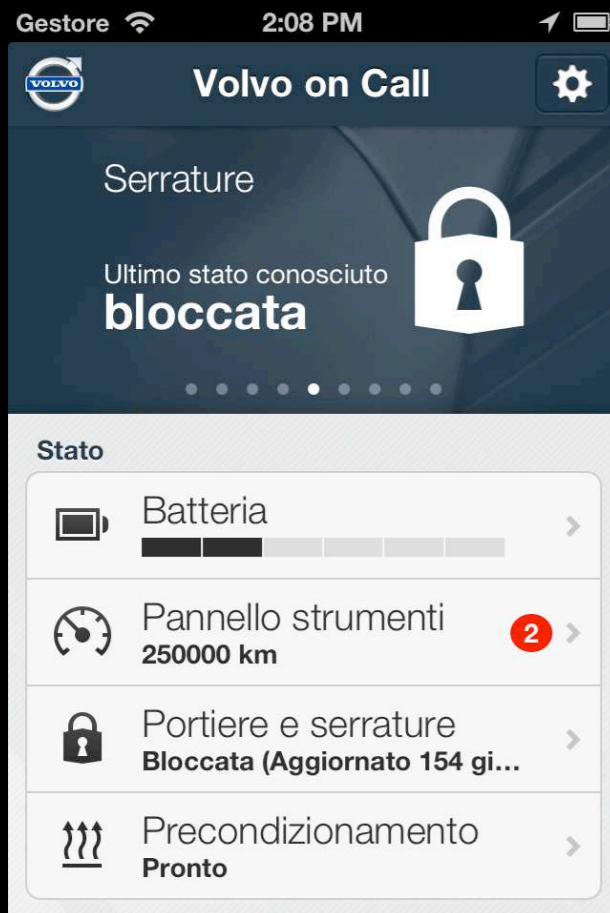 Gestore 2:08 PM
VOLVO Volvo on Call
Serrature
Ultimo stato conosciuto
bloccata
Stato
Batteria
Pannello strumenti
2
250000 km
Portiere e serrature
Bloccata (Aggiornato 154 gi...
Precondizionamento
Pronto